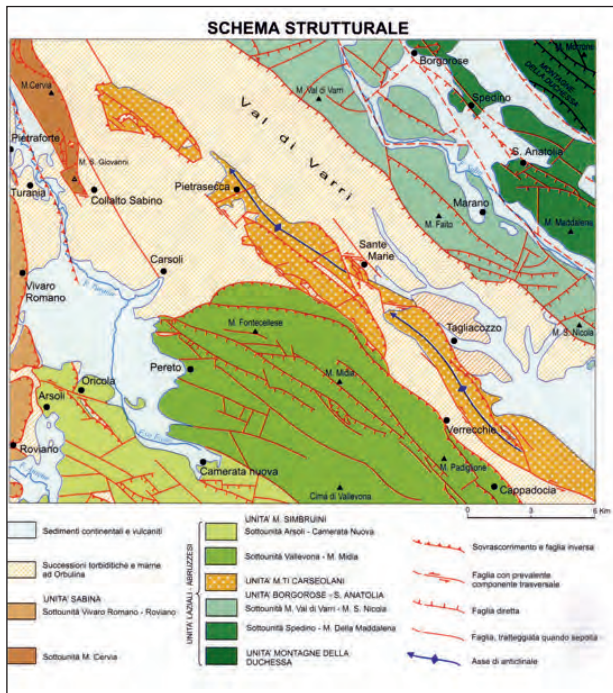 SCHEMA STRUTTURALE
Borgorose
M. Morrone
MONTAGNE
DELLA DUCHESSA
Spedino
M. Cervia
M. Val di Varri
Val di Varri
Pietraforte
M. S. Giovanni
S. Anatolia
Turania
Collalto Sabino
Pietrasecca
Marano
M. Faito
M. Maddalena
Sante
Marie
Carsoli
Vivaro
Romano
F. Turano
M. Fontecellese
Tagliacozzo
M. S. Nicola
Pereto
M. Midia
Oricola
Arsoli
Verrecchie
Roviano
M. Padiglione
Camerata nuova
Cima di Vallevona
Cappadocia
0 3 6 Km
Sedimenti continentali e vulcaniti
Successioni torbiditiche e marne
ad Orbulina
UNITA' SABINA
Sottounità Vivaro Romano - Roviano
Sottounità M. Cervia
UNITA' LAZIALI - ABRUZZESI
UNITA' M. SIMBRUINI
Sottounità Arsoli - Camerata Nuova
Sottounità Vallevona - M. Midia
UNITA' M.TI CARSEOLANI
UNITA' BORGOROSE - S. ANATOLIA
Sottounità M. Val di Varri - M. S. Nicola
Sottounità Spedino - M. Della Maddalena
UNITA' MONTAGNE DELLA
DUCHESSA
Sovrascorrimento e faglia inversa
Faglia con prevalente
componente trasversale
Faglia diretta
Faglia, tratteggiata quando sepolta
Asse di anticlinale